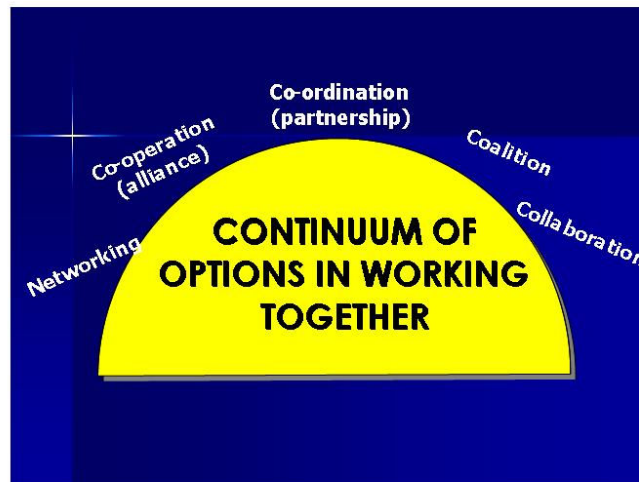 Co-ordination
(partnership)
Co-operation
(alliance)
Coalition
Networking
Collaboration
CONTINUUM OF
OPTIONS IN WORKING
TOGETHER